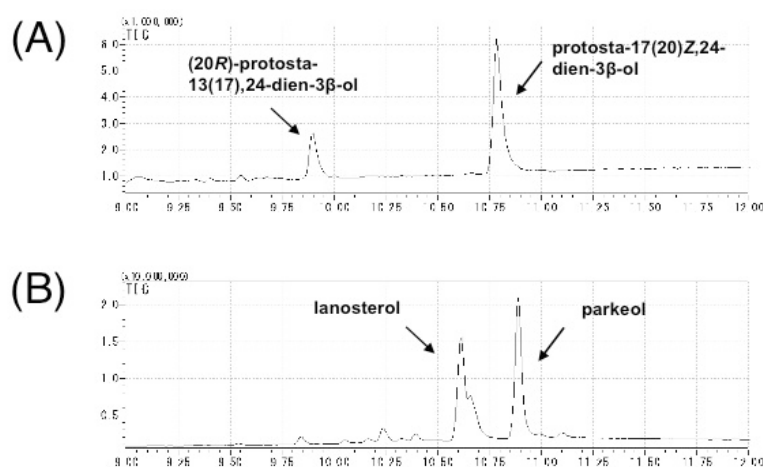 (A)
(x1,000,000)
TIC
6.0
5.0
4.0
3.0
2.0
1.0
(20R)-protosta-
13(17),24-dien-3β-ol
protosta-17(20)Z,24-
dien-3β-ol
9.00 9.25 9.50 9.75 10.00 10.25 10.50 10.75 11.00 11.25 11.50 11.75 12.00
(B)
(x10,000,000)
TIC
2.0
1.5
1.0
0.5
lanosterol
parkeol
9.00 9.25 9.50 9.75 10.00 10.25 10.50 10.75 11.00 11.25 11.50 11.75 12.00